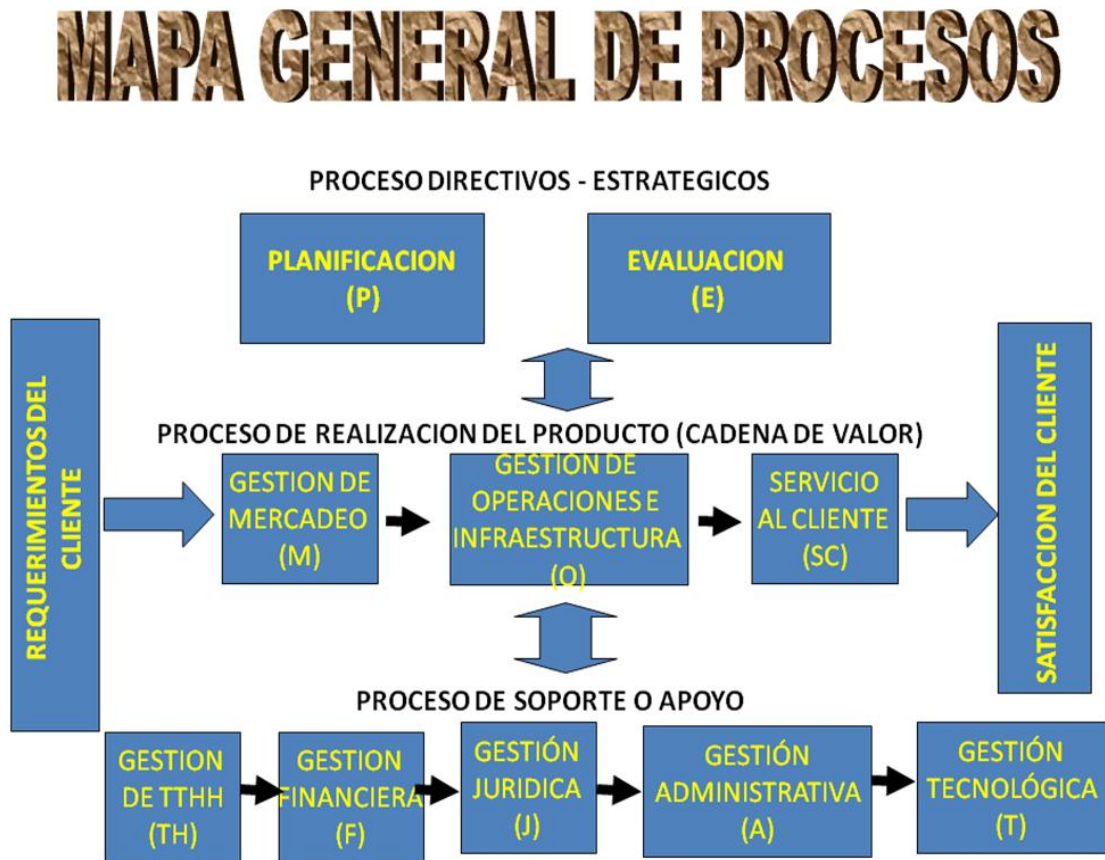 MAPA GENERAL DE PROCESOS
PROCESO DIRECTIVOS - ESTRATEGICOS
PLANIFICACION
(P)
EVALUACION
(E)
REQUERIMIENTOS DEL
CLIENTE
PROCESO DE REALIZACION DEL PRODUCTO (CADENA DE VALOR)
GESTION DE
MERCADEO
(M)
GESTION DE
OPERACIONES E
INFRAESTRUCTURA
(O)
SERVICIO
AL CLIENTE
(SC)
SATISFACCION DEL CLIENTE
PROCESO DE SOPORTE O APOYO
GESTION
DE TTHH
(TH)
GESTION
FINANCIERA
(F)
GESTIÓN
JURIDICA
(J)
GESTIÓN
ADMINISTRATIVA
(A)
GESTIÓN
TECNOLÓGICA
(T)